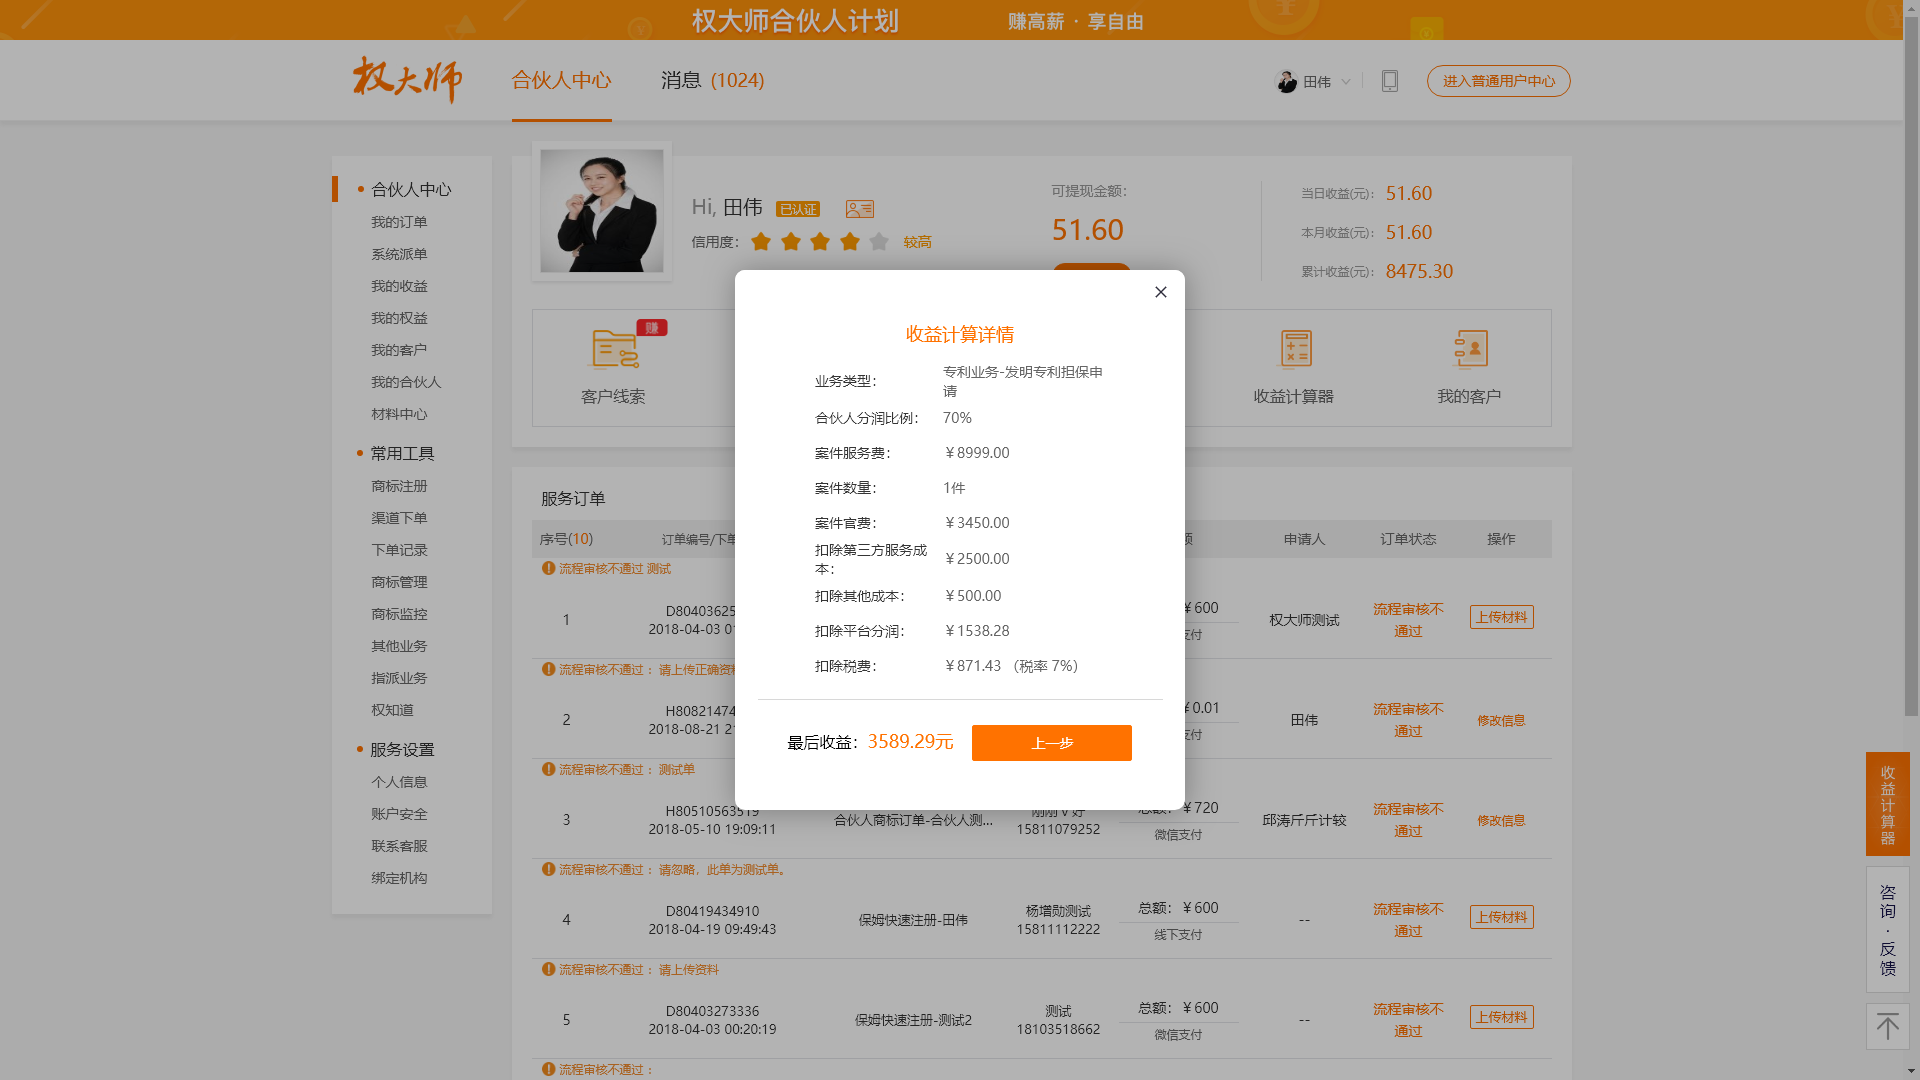 权大师合伙人计划 赚高薪 · 享自由
权大师 合伙人中心 消息 (1024) 田伟 进入普通用户中心
合伙人中心
我的订单
系统派单
我的收益
我的权益
我的客户
我的合伙人
材料中心
常用工具
商标注册
渠道下单
下单记录
商标管理
商标监控
其他业务
指派业务
权知道
服务设置
个人信息
账户安全
联系客服
绑定机构
Hi, 田伟 已认证
信用度： 较高
可提现金额：
51.60
当日收益(元)： 51.60
本月收益(元)： 51.60
累计收益(元)： 8475.30
赚
客户线索 收益计算器 我的客户
收益计算详情
业务类型： 专利业务-发明专利担保申
请
合伙人分润比例： 70%
案件服务费： ￥8999.00
案件数量： 1件
案件官费： ￥3450.00
扣除第三方服务成
本： ￥2500.00
扣除其他成本： ￥500.00
扣除平台分润： ￥1538.28
扣除税费： ￥871.43 （税率 7%）
最后收益： 3589.29元 上一步
服务订单
序号(10) 订单编号/下单 申请人 订单状态 操作
流程审核不通过 测试
1 D80403625
2018-04-03 01 ￥600
支付 权大师测试 流程审核不
通过 上传材料
流程审核不通过 ： 请上传正确资料
2 H80821474
2018-08-21 21 ￥0.01
支付 田伟 流程审核不
通过 修改信息
流程审核不通过 ： 测试单
3 H80510563519
2018-05-10 19:09:11 合伙人商标订单-合伙人测... 刚刚 v 好
15811079252 总额：￥720
微信支付 邱涛斤斤计较 流程审核不
通过 修改信息
流程审核不通过 ： 请忽略，此单为测试单。
4 D80419434910
2018-04-19 09:49:43 保姆快速注册-田伟 杨增勋测试
15811112222 总额：￥600
线下支付 -- 流程审核不
通过 上传材料
流程审核不通过 ： 请上传资料
5 D80403273336
2018-04-03 00:20:19 保姆快速注册-测试2 测试
18103518662 总额：￥600
微信支付 -- 流程审核不
通过 上传材料
流程审核不通过 ：
收益计算器
咨询·反馈